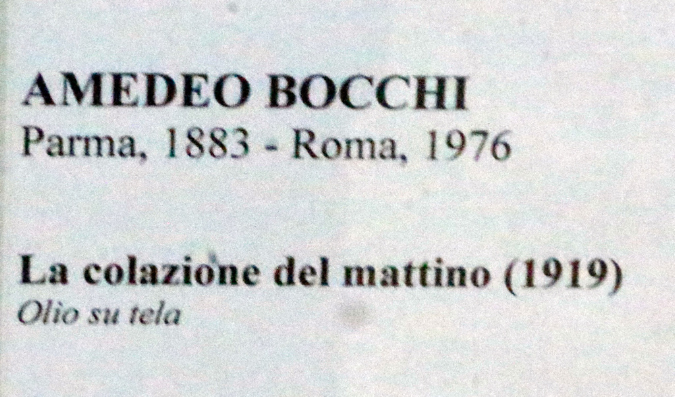 AMEDEO BOCCHI
Parma, 1883 - Roma, 1976
La colazione del mattino (1919)
Olio su tela